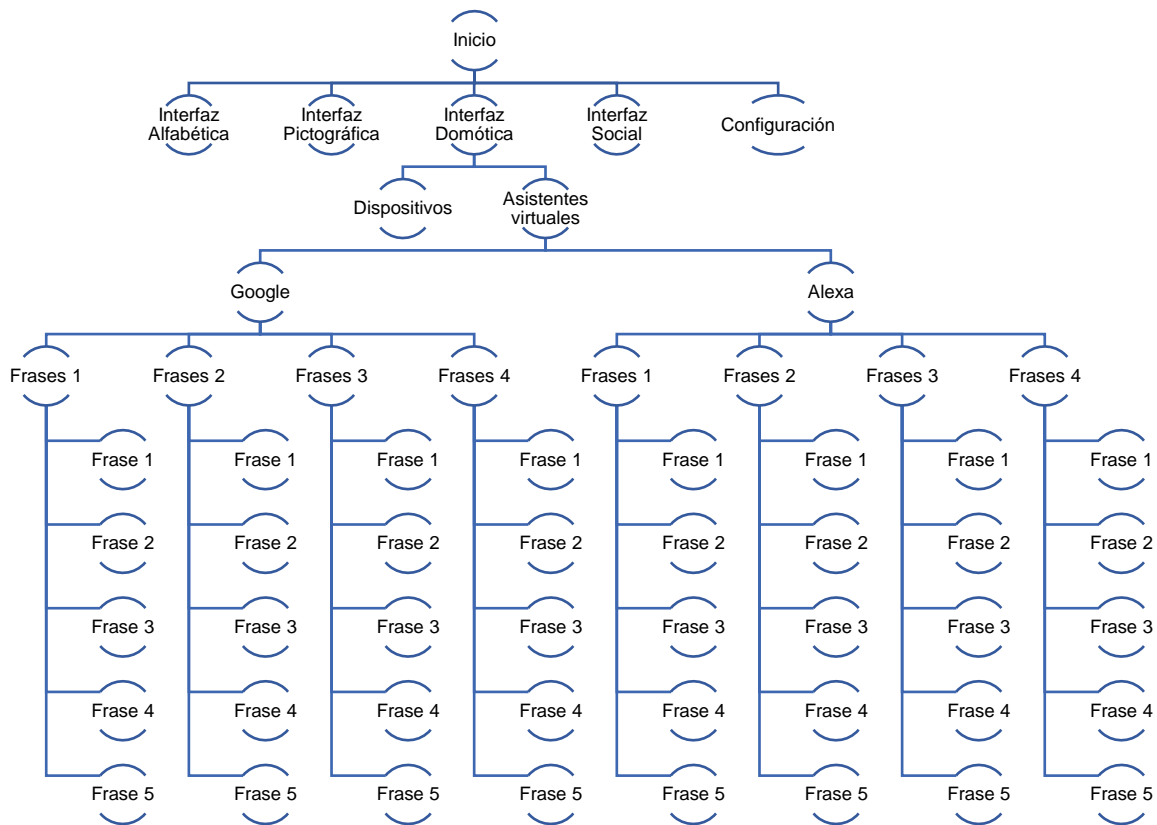 Inicio
Interfaz
Alfabética
Interfaz
Pictográfica
Interfaz
Domótica
Interfaz
Social
Configuración
Dispositivos
Asistentes
virtuales
Google
Alexa
Frases 1
Frases 2
Frases 3
Frases 4
Frases 1
Frases 2
Frases 3
Frases 4
Frase 1
Frase 1
Frase 1
Frase 1
Frase 1
Frase 1
Frase 1
Frase 1
Frase 2
Frase 2
Frase 2
Frase 2
Frase 2
Frase 2
Frase 2
Frase 2
Frase 3
Frase 3
Frase 3
Frase 3
Frase 3
Frase 3
Frase 3
Frase 3
Frase 4
Frase 4
Frase 4
Frase 4
Frase 4
Frase 4
Frase 4
Frase 4
Frase 5
Frase 5
Frase 5
Frase 5
Frase 5
Frase 5
Frase 5
Frase 5